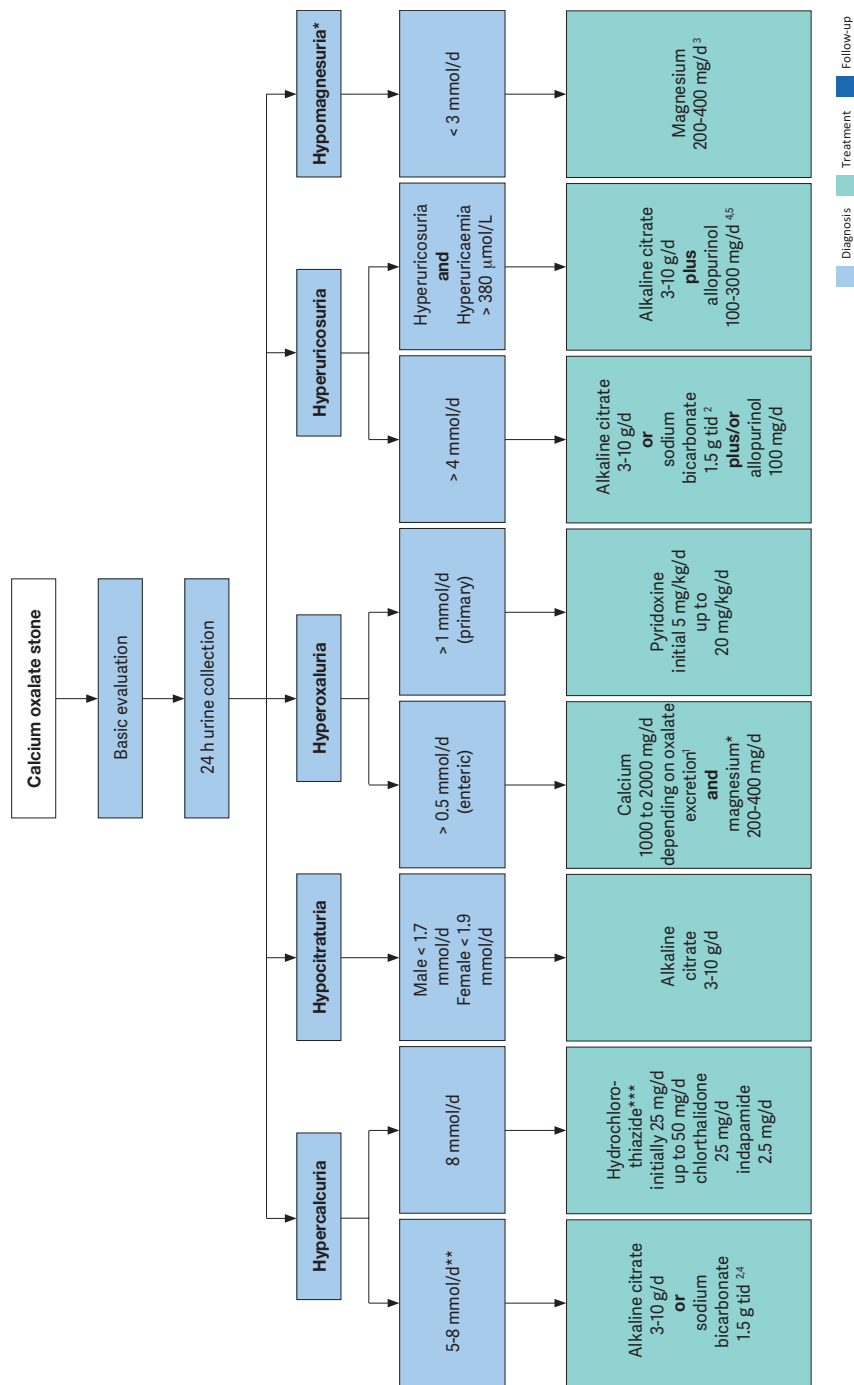 Calcium oxalate stone
Basic evaluation
24 h urine collection
Hypercalcuria
Hypocitraturia
Hyperoxaluria
Hyperuricosuria
Hypomagnesuria*
5-8 mmol/d**
8 mmol/d
Male < 1.7
mmol/d
Female < 1.9
mmol/d
> 0.5 mmol/d
(enteric)
> 1 mmol/d
(primary)
> 4 mmol/d
Hyperuricosuria
and
Hyperuricaemia
> 380 μmol/L
< 3 mmol/d
Alkaline citrate
3-10 g/d
or
sodium
bicarbonate
1.5 g tid 2,4
Hydrochloro-
thiazide***
initially 25 mg/d
up to 50 mg/d
chlorthalidone
25 mg/d
indapamide
2.5 mg/d
Alkaline
citrate
3-10 g/d
Calcium
1000 to 2000 mg/d
depending on oxalate
excretion1
and
magnesium*
200-400 mg/d
Pyridoxine
initial 5 mg/kg/d
up to
20 mg/kg/d
Alkaline citrate
3-10 g/d
or
sodium
bicarbonate
1.5 g tid 2
plus/or
allopurinol
100 mg/d
Alkaline citrate
3-10 g/d
plus
allopurinol
100-300 mg/d 4,5
Magnesium
200-400 mg/d 3
Diagnosis
Treatment
Follow-up